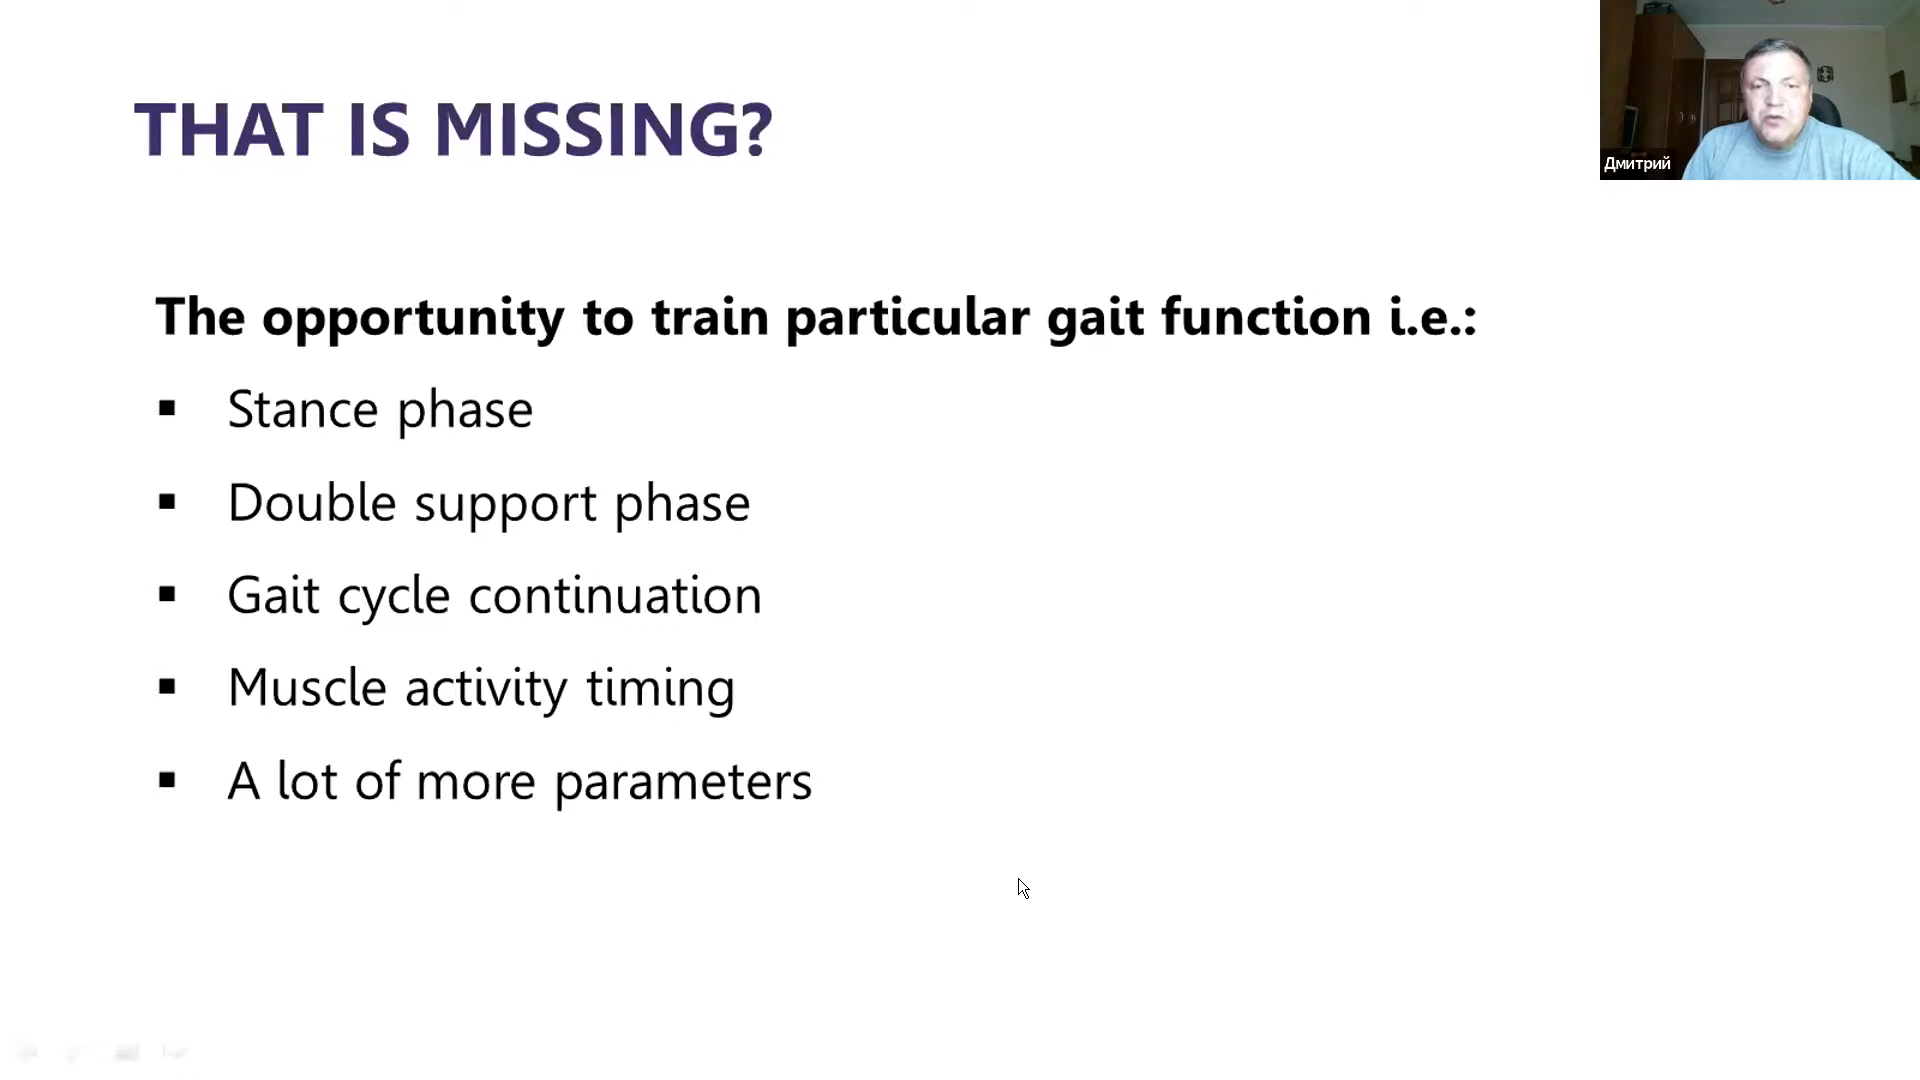 THAT IS MISSING?
Дмитрий
The opportunity to train particular gait function i.e.:
▪ Stance phase
▪ Double support phase
▪ Gait cycle continuation
▪ Muscle activity timing
▪ A lot of more parameters